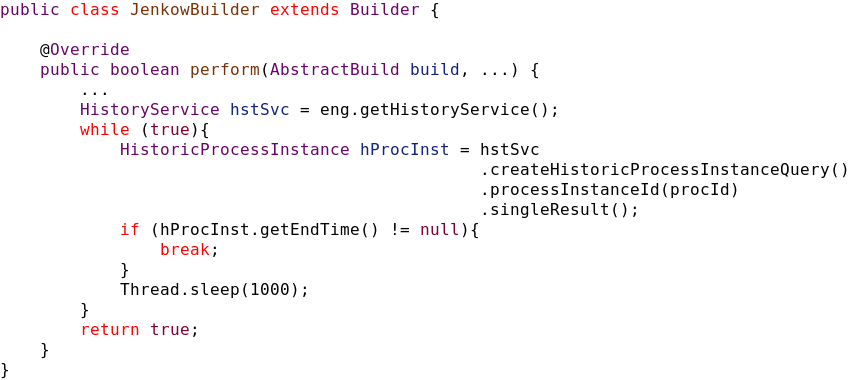 public class JenkowBuilder extends Builder {

    @Override
    public boolean perform(AbstractBuild build, ...) {
        ...
        HistoryService hstSvc = eng.getHistoryService();
        while (true){
            HistoricProcessInstance hProcInst = hstSvc
                                                .createHistoricProcessInstanceQuery()
                                                .processInstanceId(procId)
                                                .singleResult();
            if (hProcInst.getEndTime() != null){
                break;
            }
            Thread.sleep(1000);
        }
        return true;
    }
}